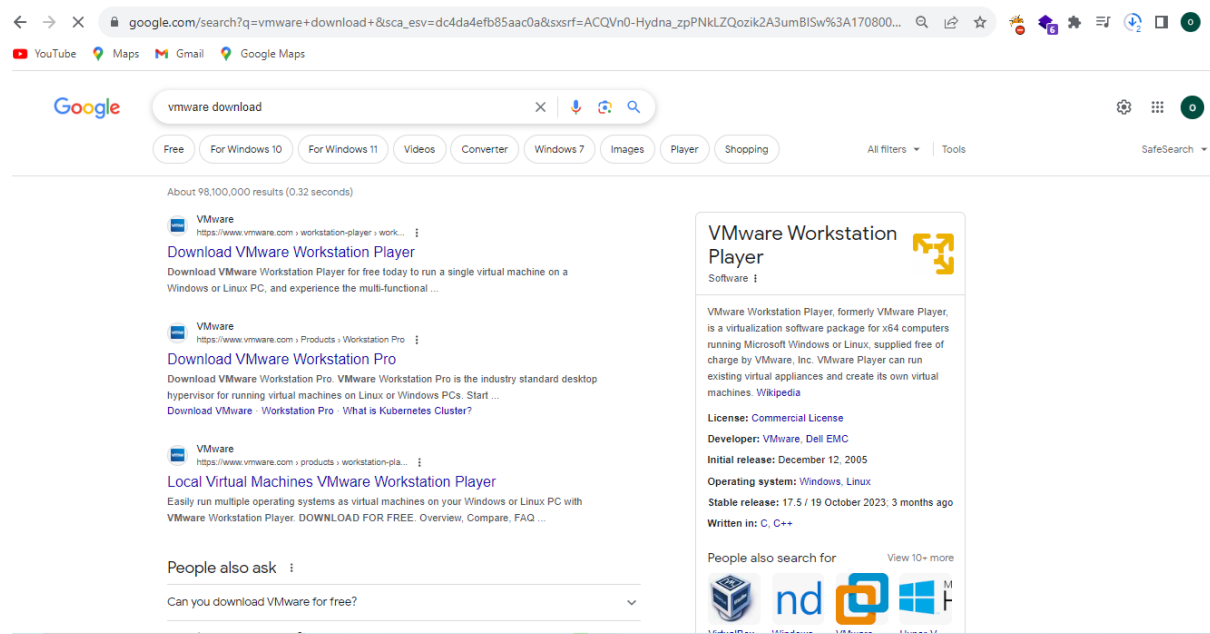 google.com/search?q=vmware+download+&sca_esv=dc4da4efb85aac0a&sxsrf=ACQVn0-Hydna_zpPNkLZQozik2A3umBISw%3A170800...
6
2
o
YouTube
Maps
Gmail
Google Maps
Google
vmware download
o
Free
For Windows 10
For Windows 11
Videos
Converter
Windows 7
Images
Player
Shopping
All filters
Tools
SafeSearch
About 98,100,000 results (0.32 seconds)
VMware
https://www.vmware.com › workstation-player › work...
Download VMware Workstation Player
Download VMware Workstation Player for free today to run a single virtual machine on a
Windows or Linux PC, and experience the multi-functional ...
VMware
https://www.vmware.com › Products › Workstation Pro
Download VMware Workstation Pro
Download VMware Workstation Pro. VMware Workstation Pro is the industry standard desktop
hypervisor for running virtual machines on Linux or Windows PCs. Start ...
Download VMware · Workstation Pro · What is Kubernetes Cluster?
VMware
https://www.vmware.com › products › workstation-pla...
Local Virtual Machines VMware Workstation Player
Easily run multiple operating systems as virtual machines on your Windows or Linux PC with
VMware Workstation Player. DOWNLOAD FOR FREE. Overview, Compare, FAQ ...
People also ask
Can you download VMware for free?
VMware Workstation
Player
Software
VMware Workstation Player, formerly VMware Player,
is a virtualization software package for x64 computers
running Microsoft Windows or Linux, supplied free of
charge by VMware, Inc. VMware Player can run
existing virtual appliances and create its own virtual
machines. Wikipedia
License: Commercial License
Developer: VMware, Dell EMC
Initial release: December 12, 2005
Operating system: Windows, Linux
Stable release: 17.5 / 19 October 2023; 3 months ago
Written in: C, C++
People also search for
View 10+ more
nd
VirtualBox
Windows
VMware
Hyper-V